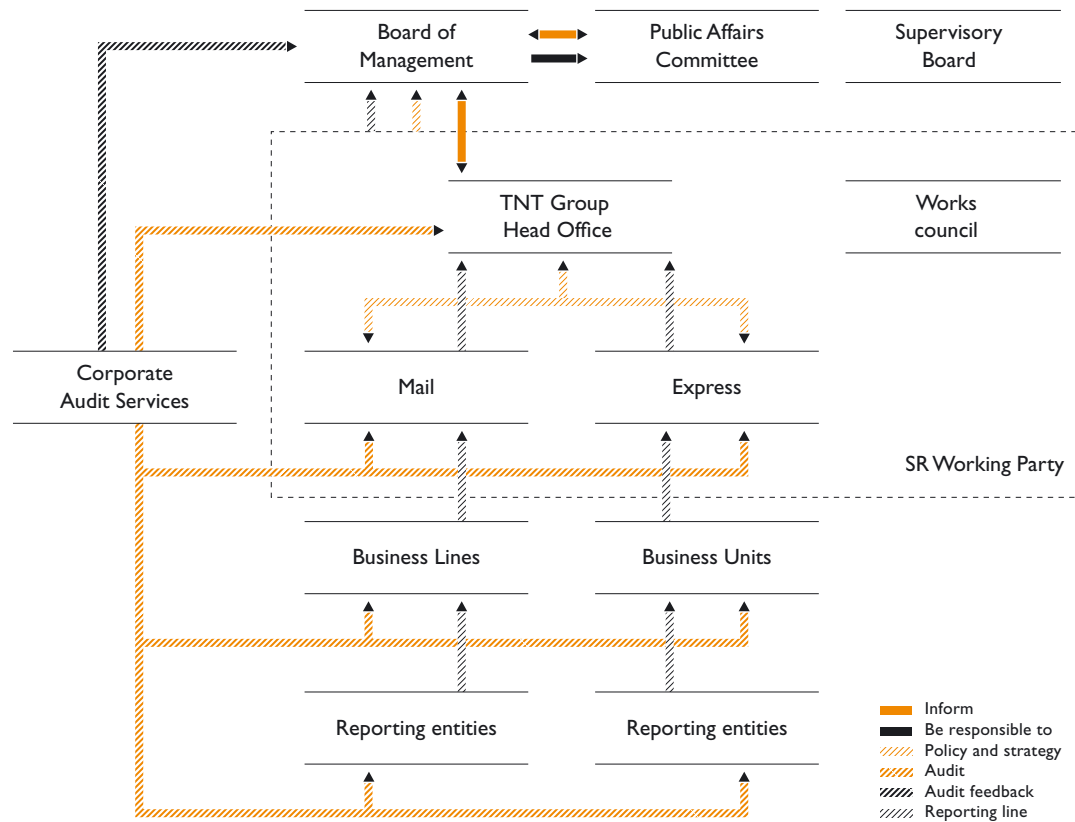 Board of
Management
Public Affairs
Committee
Supervisory
Board
TNT Group
Head Office
Works
council
Corporate
Audit Services
Mail
Express
SR Working Party
Business Lines
Business Units
Reporting entities
Reporting entities
Inform
Be responsible to
Policy and strategy
Audit
Audit feedback
Reporting line